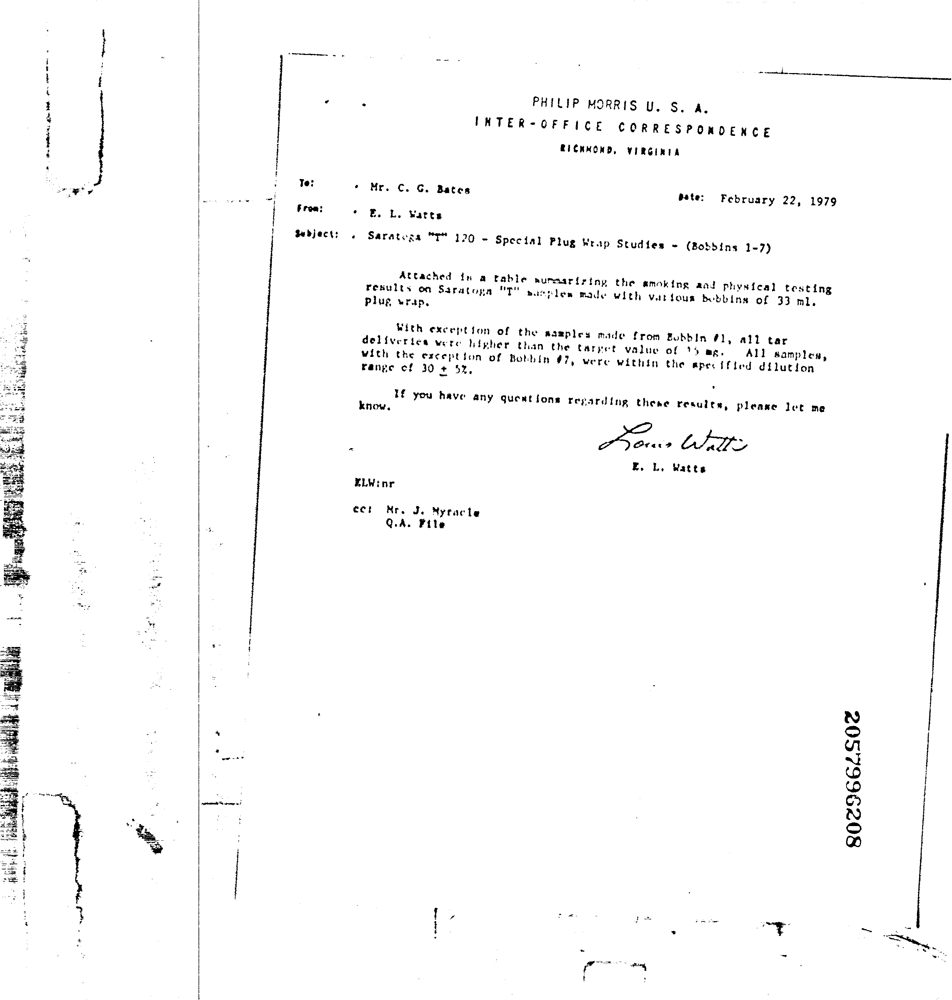 PHILIP MORRIS U. S. A.
INTER-OFFICE CORRESPONDENCE
RICHMOND, VIRGINIA
To: Mr. C. G. Bates Date: February 22, 1979
From: E. L. Watts
Subject: Saratoga "T" 120 - Special Plug Wrap Studies - (Bobbins 1-7)
Attached is a table summarizing the smoking and physical testing
results on Saratoga "T" samples made with various bobbins of 33 ml.
plug wrap.
With exception of the samples made from Bobbin #1, all tar
deliveries were higher than the target value of 15 mg. All samples,
with the exception of Bobbin #7, were within the specified dilution
range of 30 ± 5%.
If you have any questions regarding these results, please let me
know.
Louis Watts
E. L. Watts
ELW:nr
cc: Mr. J. Myracle
Q.A. File
2057996208